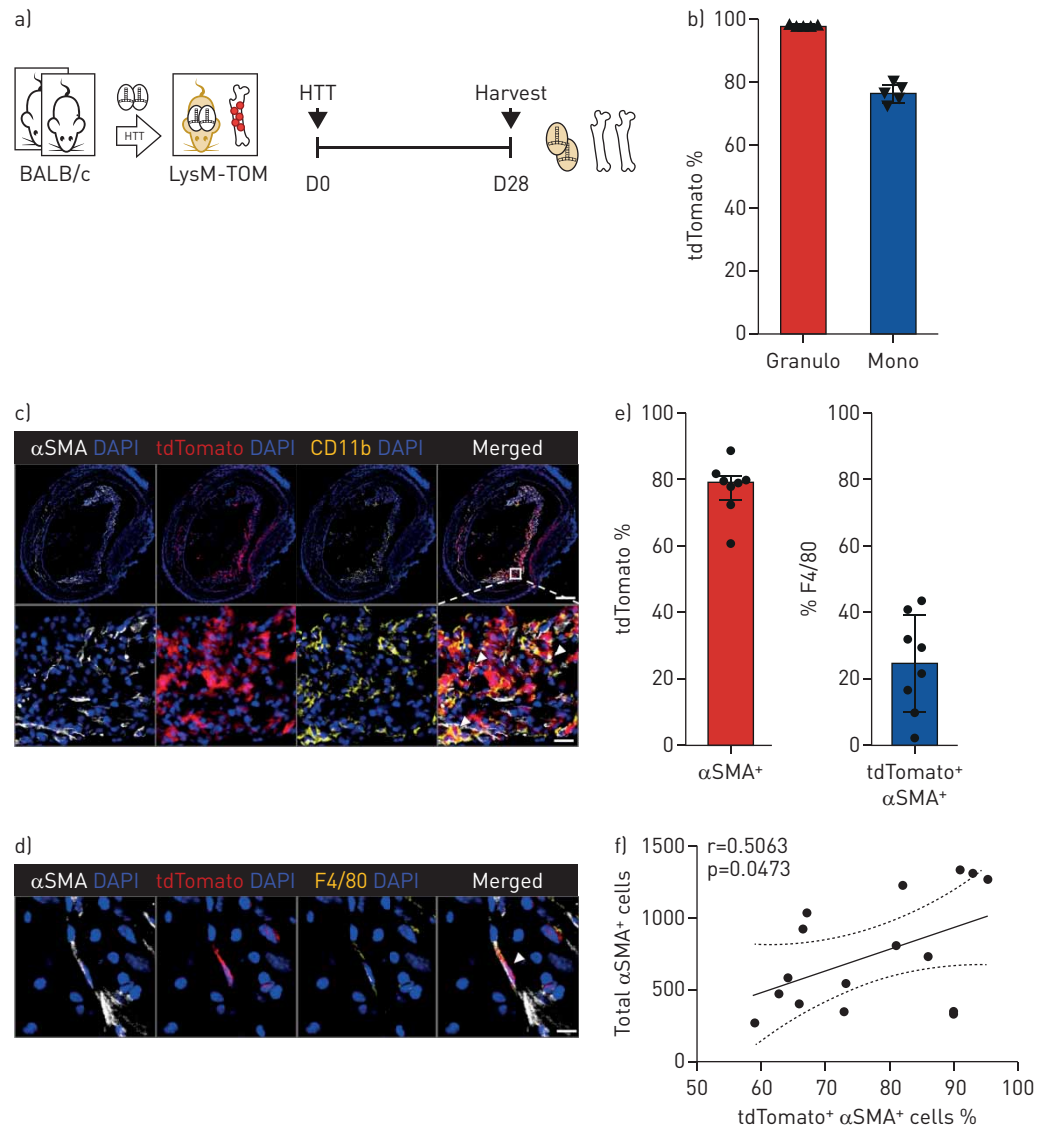 a)
HTT
BALB/c
LysM-TOM
HTT
Harvest
D0
D28
b)
tdTomato %
100
80
60
40
20
0
Granulo
Mono
c)
αSMA DAPI
tdTomato DAPI
CD11b DAPI
Merged
e)
tdTomato %
100
80
60
40
20
0
αSMA⁺
% F4/80
100
80
60
40
20
0
tdTomato⁺
αSMA⁺
d)
αSMA DAPI
tdTomato DAPI
F4/80 DAPI
Merged
f)
r=0.5063
p=0.0473
Total αSMA⁺ cells
1500
1000
500
0
50
60
70
80
90
100
tdTomato⁺ αSMA⁺ cells %